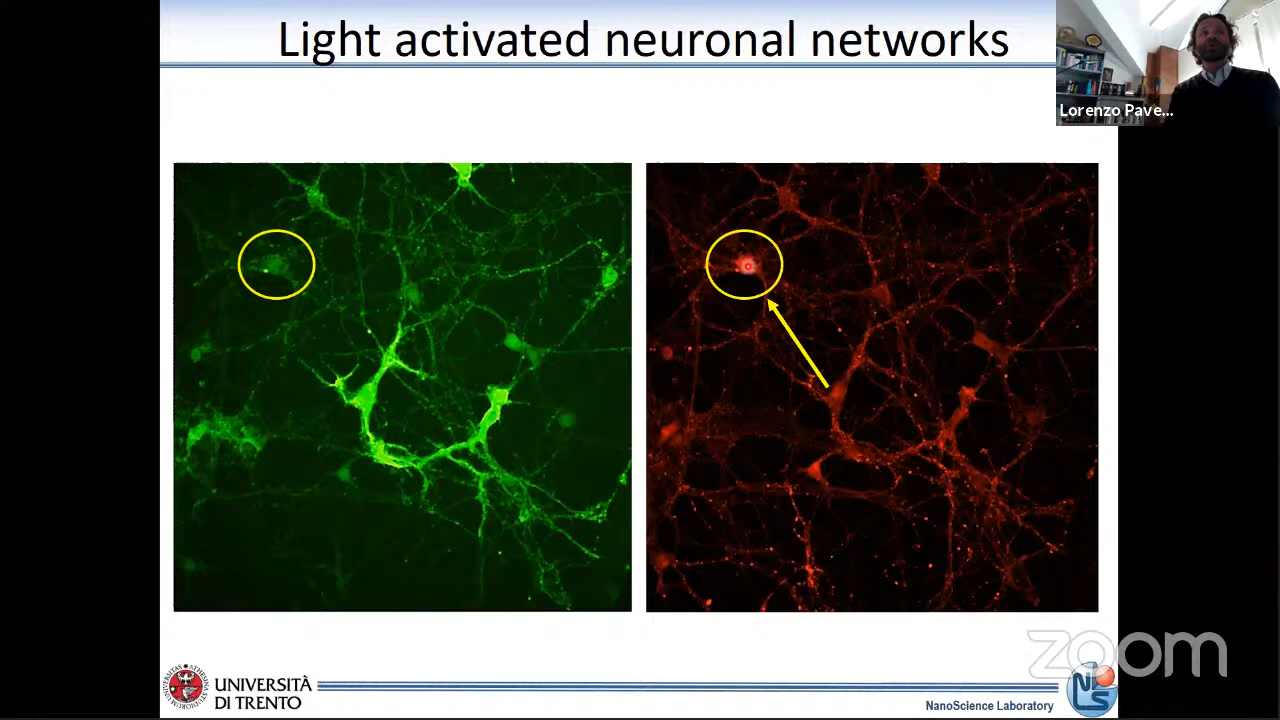 Light activated neuronal networks
Lorenzo Pave...
UNIVERSITÀ
DI TRENTO
NanoScience Laboratory
zoom